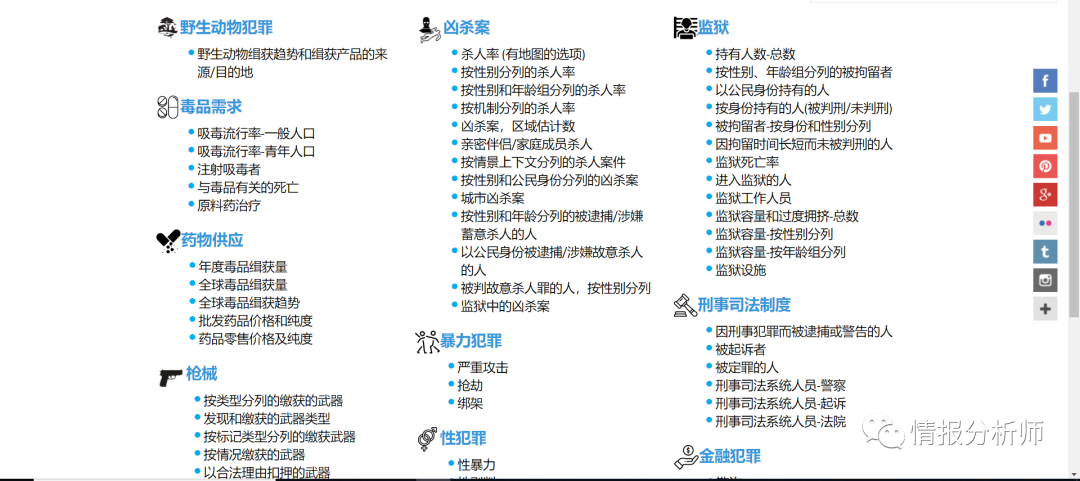 野生动物犯罪
野生动物缉获趋势和缉获产品的来
源/目的地
毒品需求
吸毒流行率-一般人口
吸毒流行率-青年人口
注射吸毒者
与毒品有关的死亡
原料药治疗
药物供应
年度毒品缉获量
全球毒品缉获量
全球毒品缉获趋势
批发药品价格和纯度
药品零售价格及纯度
枪械
按类型分列的缴获的武器
发现和缴获的武器类型
按标记类型分列的缴获武器
按情况缴获的武器
以合法理由扣押的武器
凶杀案
杀人率 (有地图的选项)
按性别分列的杀人率
按性别和年龄组分列的杀人率
按机制分列的杀人率
凶杀案，区域估计数
亲密伴侣/家庭成员杀人
按情景上下文分列的杀人案件
按性别和公民身份分列的凶杀案
城市凶杀案
按性别和年龄分列的被逮捕/涉嫌
蓄意杀人的人
以公民身份被逮捕/涉嫌故意杀人
的人
被判故意杀人罪的人，按性别分列
监狱中的凶杀案
暴力犯罪
严重攻击
抢劫
绑架
性犯罪
性暴力
监狱
持有人数-总数
按性别、年龄组分列的被拘留者
以公民身份持有的人
按身份持有的人(被判刑/未判刑)
被拘留者-按身份和性别分列
因拘留时间长短而未被判刑的人
监狱死亡率
进入监狱的人
监狱工作人员
监狱容量和过度拥挤-总数
监狱容量-按性别分列
监狱容量-按年龄组分列
监狱设施
刑事司法制度
因刑事犯罪而被逮捕或警告的人
被起诉者
被定罪的人
刑事司法系统人员-警察
刑事司法系统人员-起诉
刑事司法系统人员-法院
金融犯罪
情报分析师